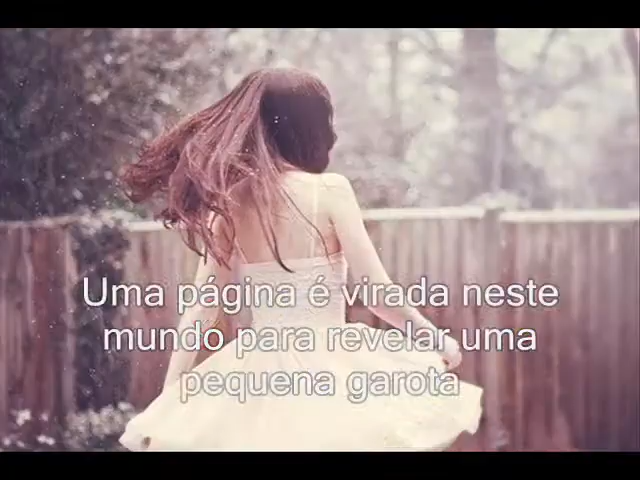 Uma página é virada neste
mundo para revelar uma
pequena garota